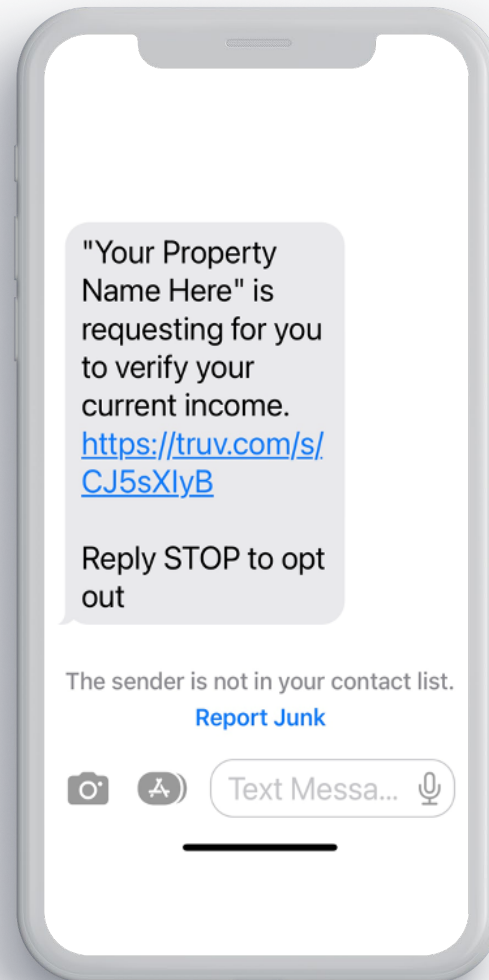 "Your Property
Name Here" is
requesting for you
to verify your
current income.
https://truv.com/s/
CJ5sXIyB

Reply STOP to opt
out
The sender is not in your contact list.
Report Junk
Text Messa...